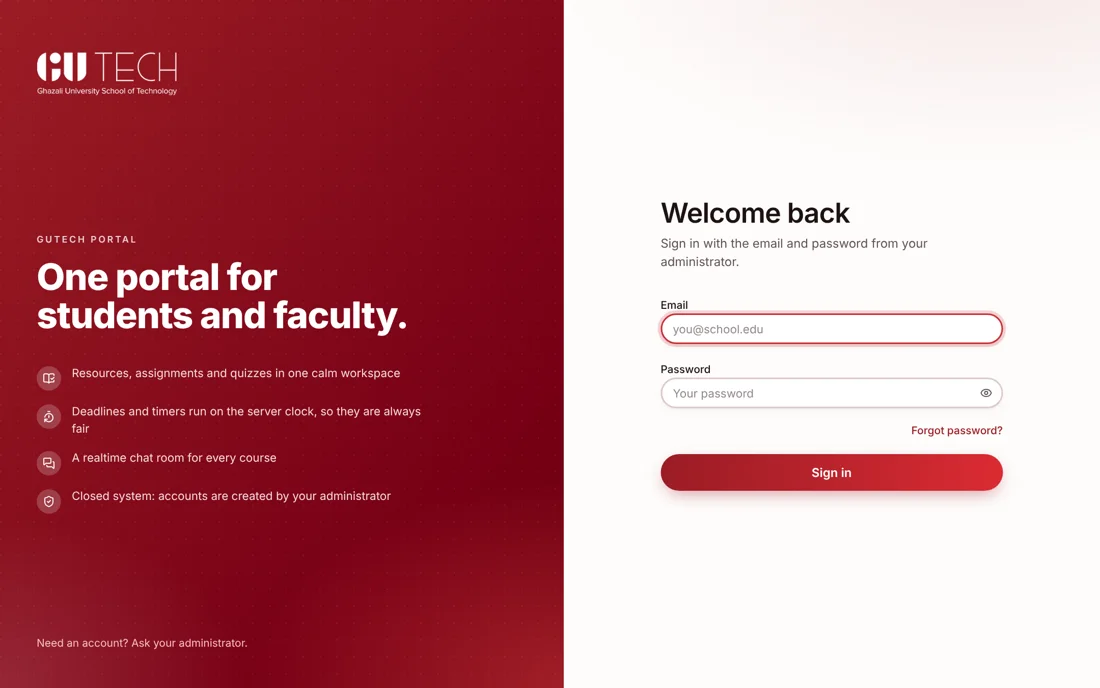 GU TECH
Ghazali University School of Technology
GUTECH PORTAL
One portal for
students and faculty.
Resources, assignments and quizzes in one calm workspace
Deadlines and timers run on the server clock, so they are always
fair
A realtime chat room for every course
Closed system: accounts are created by your administrator
Need an account? Ask your administrator.
Welcome back
Sign in with the email and password from your
administrator.
Email
you@school.edu
Password
Your password
Forgot password?
Sign in